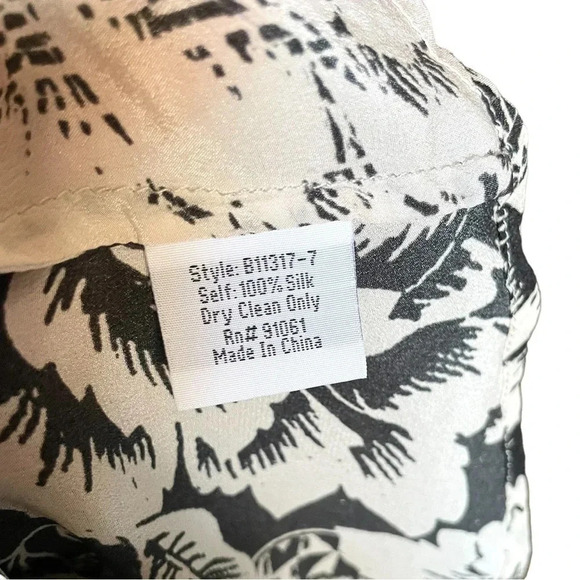 Style: B11317-7
Self:100% Silk
Dry Clean Only
Rn# 91061
Made In China